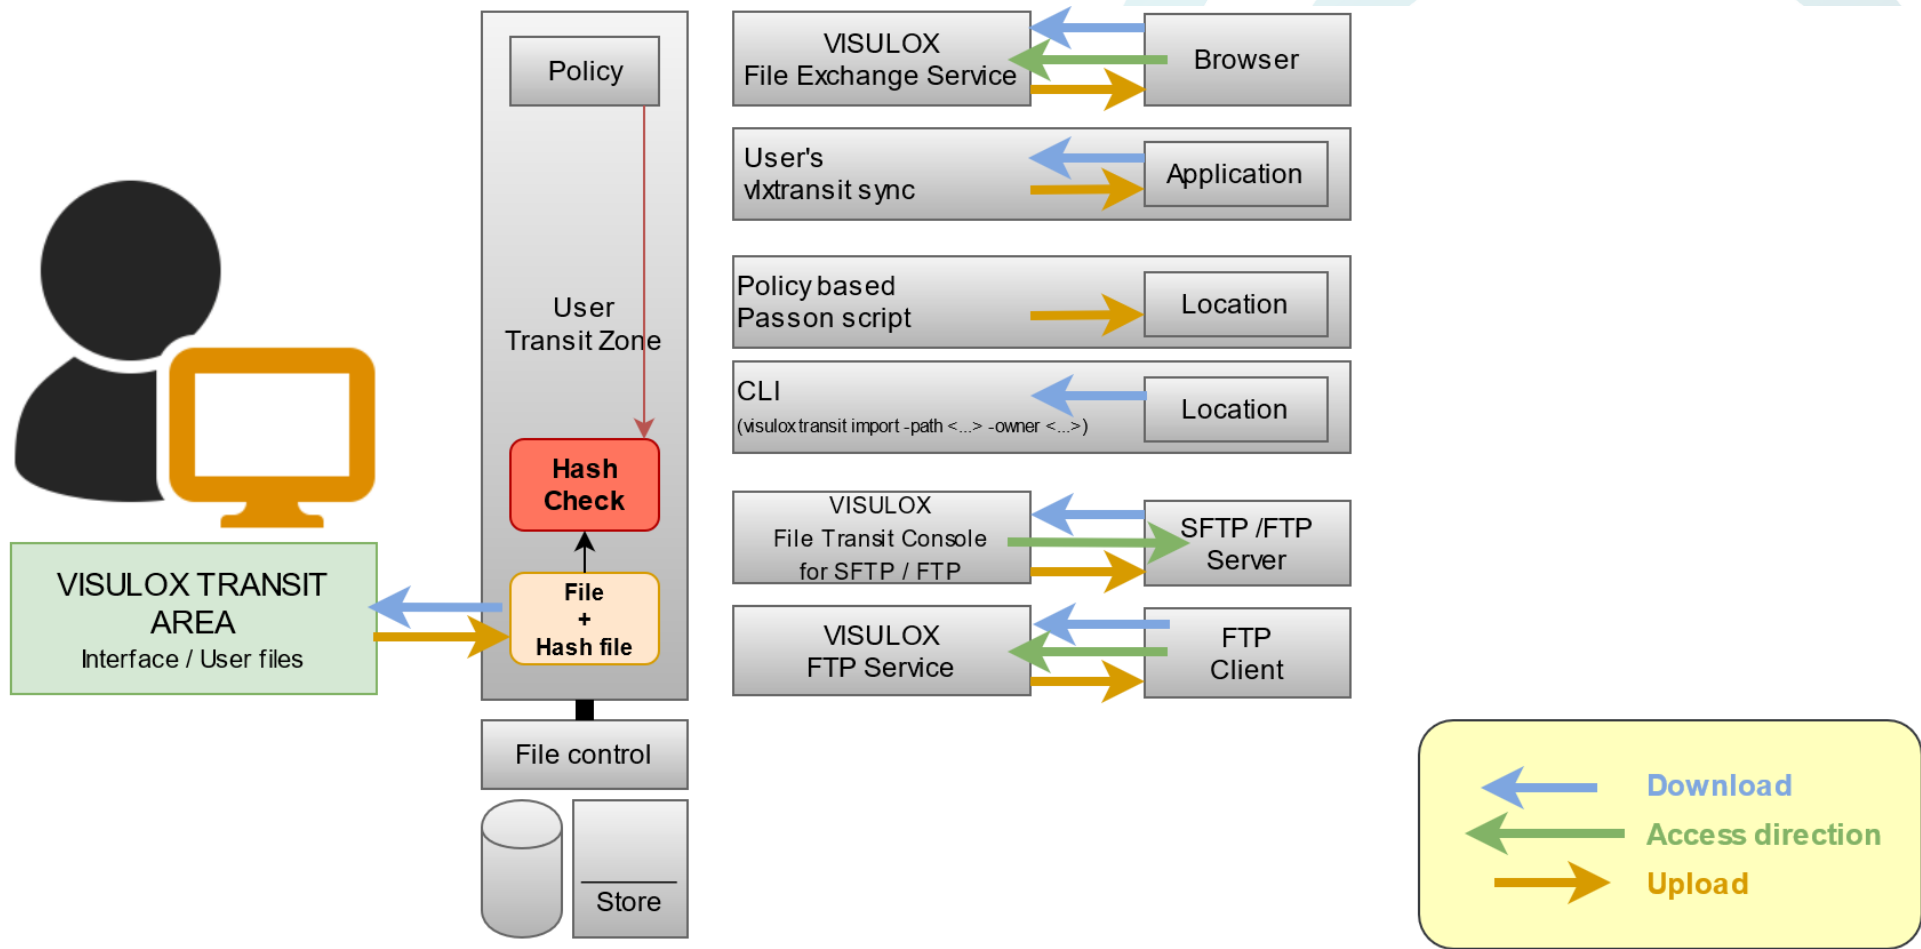 Policy
User
Transit Zone
Hash
Check
File
+
Hash file
VISULOX TRANSIT
AREA
Interface / User files
File control
Store
VISULOX
File Exchange Service
Browser
User's
vlxtransit sync
Application
Policy based
Passon script
Location
CLI
(visulox transit import -path <...> -owner <...>)
Location
VISULOX
File Transit Console
for SFTP / FTP
SFTP /FTP
Server
VISULOX
FTP Service
FTP
Client
Download
Access direction
Upload